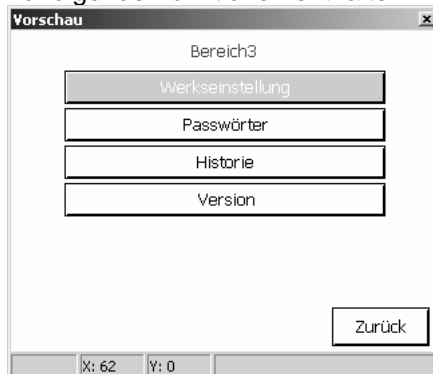 Vorschau
Bereich3
Werkseinstellung
Passwörter
Historie
Version
Zurück
X: 62 Y: 0